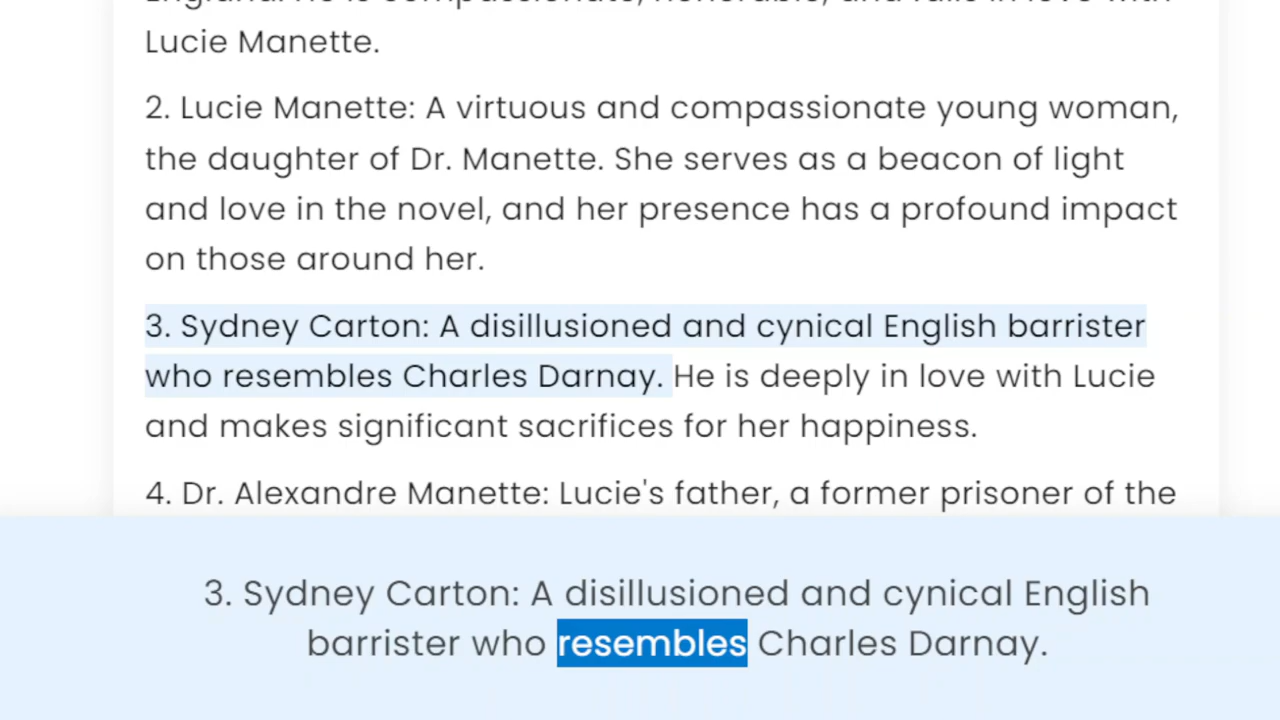 Lucie Manette.
2. Lucie Manette: A virtuous and compassionate young woman,
the daughter of Dr. Manette. She serves as a beacon of light
and love in the novel, and her presence has a profound impact
on those around her.
3. Sydney Carton: A disillusioned and cynical English barrister
who resembles Charles Darnay. He is deeply in love with Lucie
and makes significant sacrifices for her happiness.
4. Dr. Alexandre Manette: Lucie's father, a former prisoner of the
3. Sydney Carton: A disillusioned and cynical English
barrister who resembles Charles Darnay.